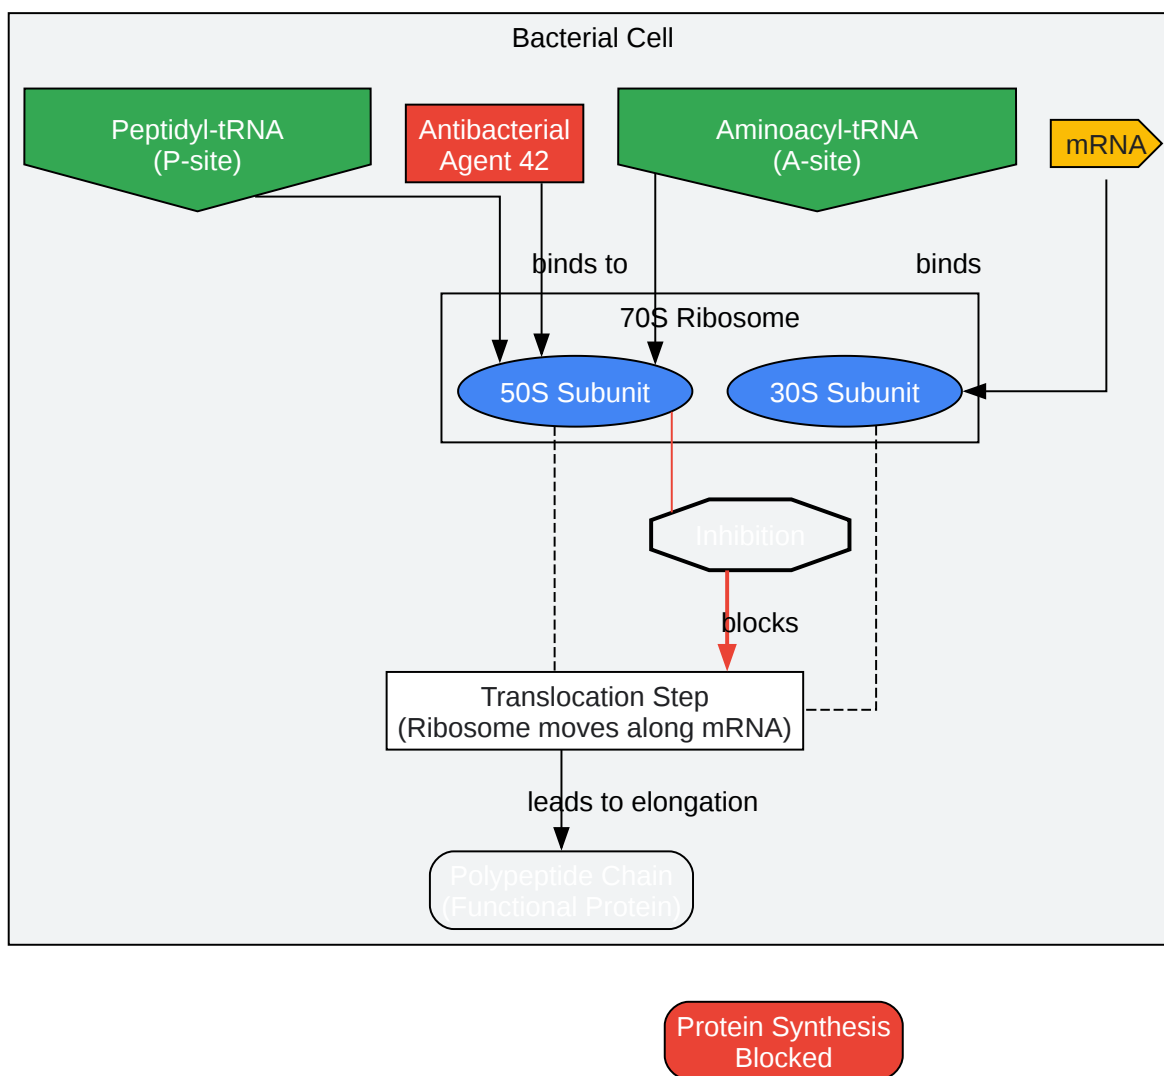 Bacterial Cell
Peptidyl-tRNA
(P-site)
Antibacterial
Agent 42
Aminoacyl-tRNA
(A-site)
mRNA
binds to
binds
70S Ribosome
50S Subunit
30S Subunit
Inhibition
blocks
Translocation Step
(Ribosome moves along mRNA)
leads to elongation
Polypeptide Chain
(Functional Protein)
Protein Synthesis
Blocked